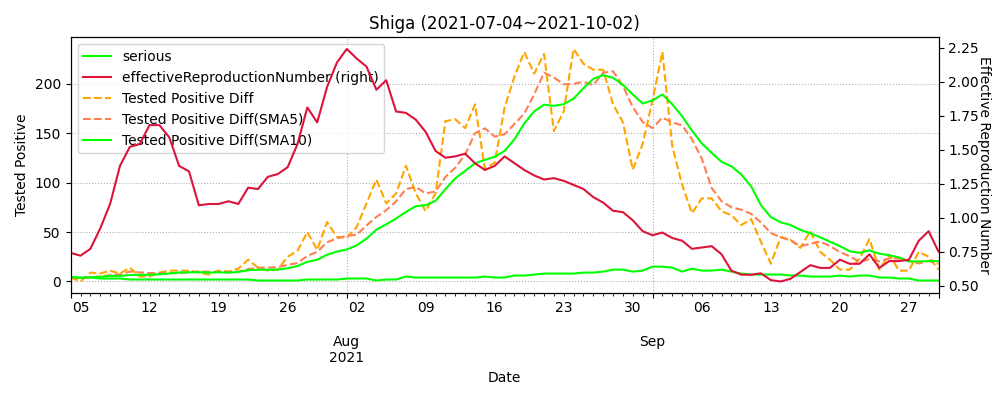 Shiga (2021-07-04~2021-10-02)
serious
effectiveReproductionNumber (right)
Tested Positive Diff
Tested Positive Diff(SMA5)
Tested Positive Diff(SMA10)
Tested Positive
200
150
100
50
0
Effective Reproduction Number
2.25
2.00
1.75
1.50
1.25
1.00
0.75
0.50
05 12 19 26 02 09 16 23 30 06 13 20 27
Aug Sep
2021
Date